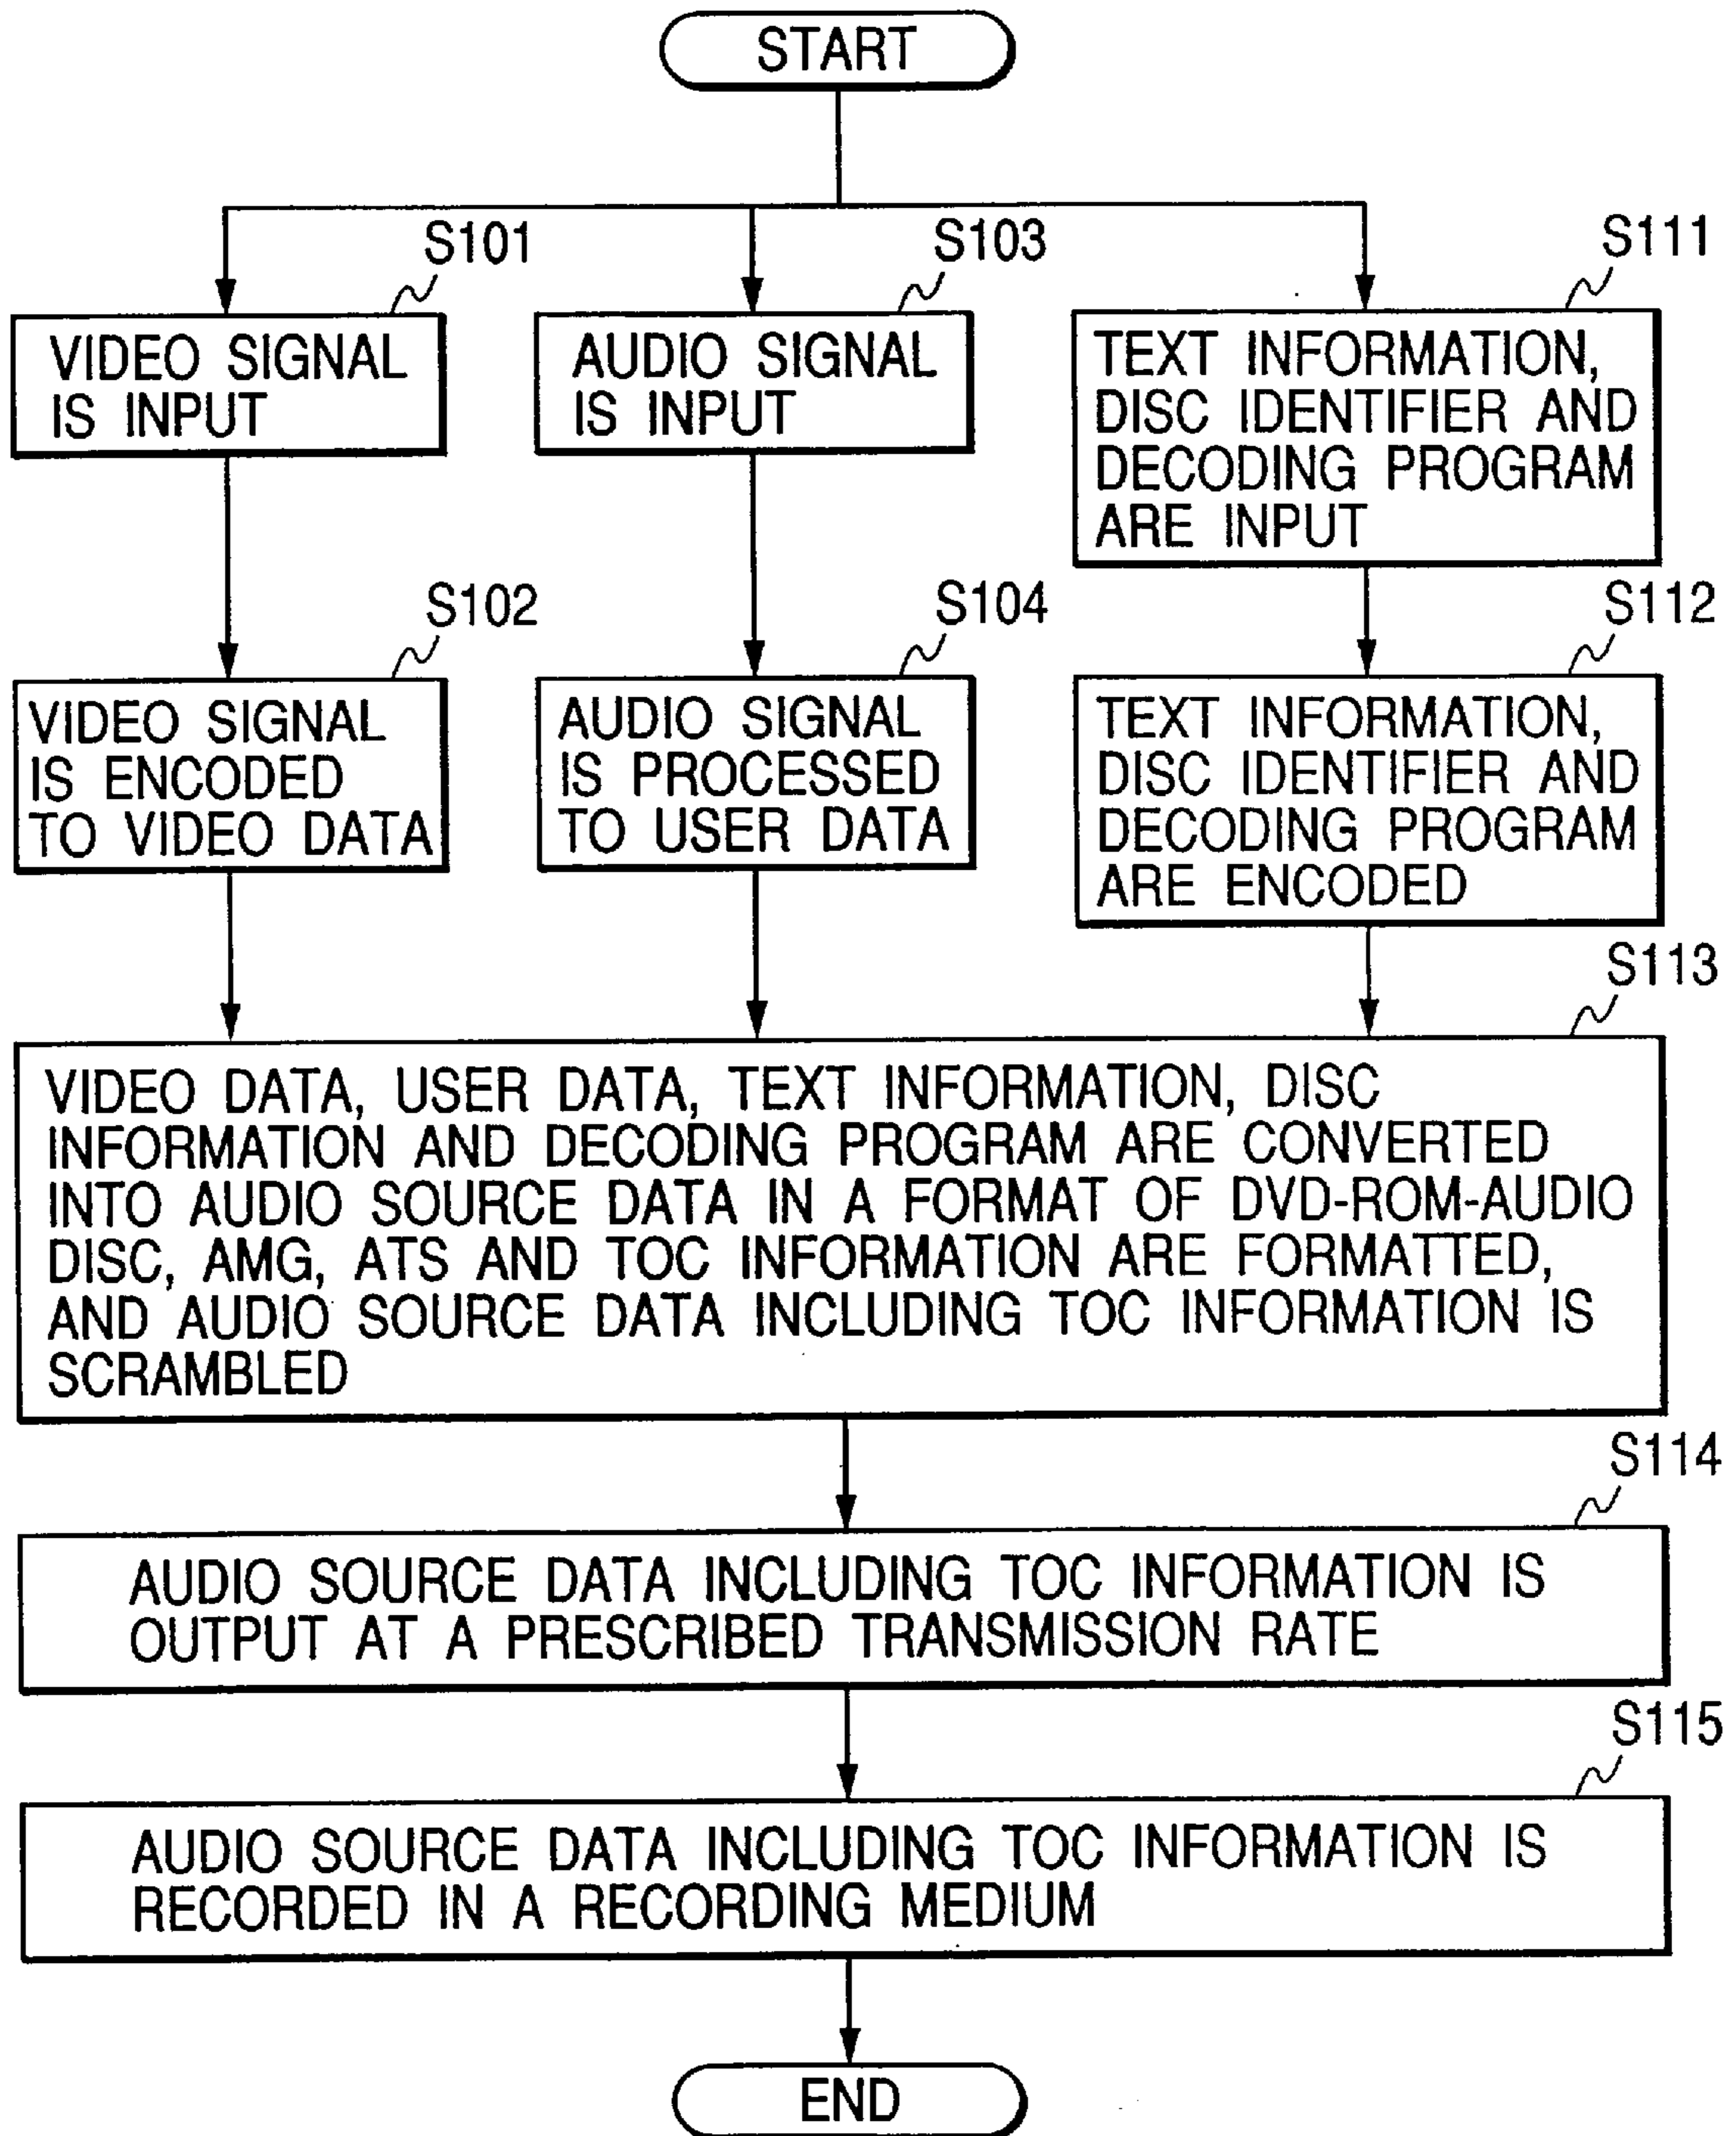 START
S101
VIDEO SIGNAL
IS INPUT
S103
AUDIO SIGNAL
IS INPUT
S111
TEXT INFORMATION,
DISC IDENTIFIER AND
DECODING PROGRAM
ARE INPUT
S102
VIDEO SIGNAL
IS ENCODED
TO VIDEO DATA
S104
AUDIO SIGNAL
IS PROCESSED
TO USER DATA
S112
TEXT INFORMATION,
DISC IDENTIFIER AND
DECODING PROGRAM
ARE ENCODED
S113
VIDEO DATA, USER DATA, TEXT INFORMATION, DISC
INFORMATION AND DECODING PROGRAM ARE CONVERTED
INTO AUDIO SOURCE DATA IN A FORMAT OF DVD-ROM-AUDIO
DISC, AMG, ATS AND TOC INFORMATION ARE FORMATTED,
AND AUDIO SOURCE DATA INCLUDING TOC INFORMATION IS
SCRAMBLED
S114
AUDIO SOURCE DATA INCLUDING TOC INFORMATION IS
OUTPUT AT A PRESCRIBED TRANSMISSION RATE
S115
AUDIO SOURCE DATA INCLUDING TOC INFORMATION IS
RECORDED IN A RECORDING MEDIUM
END